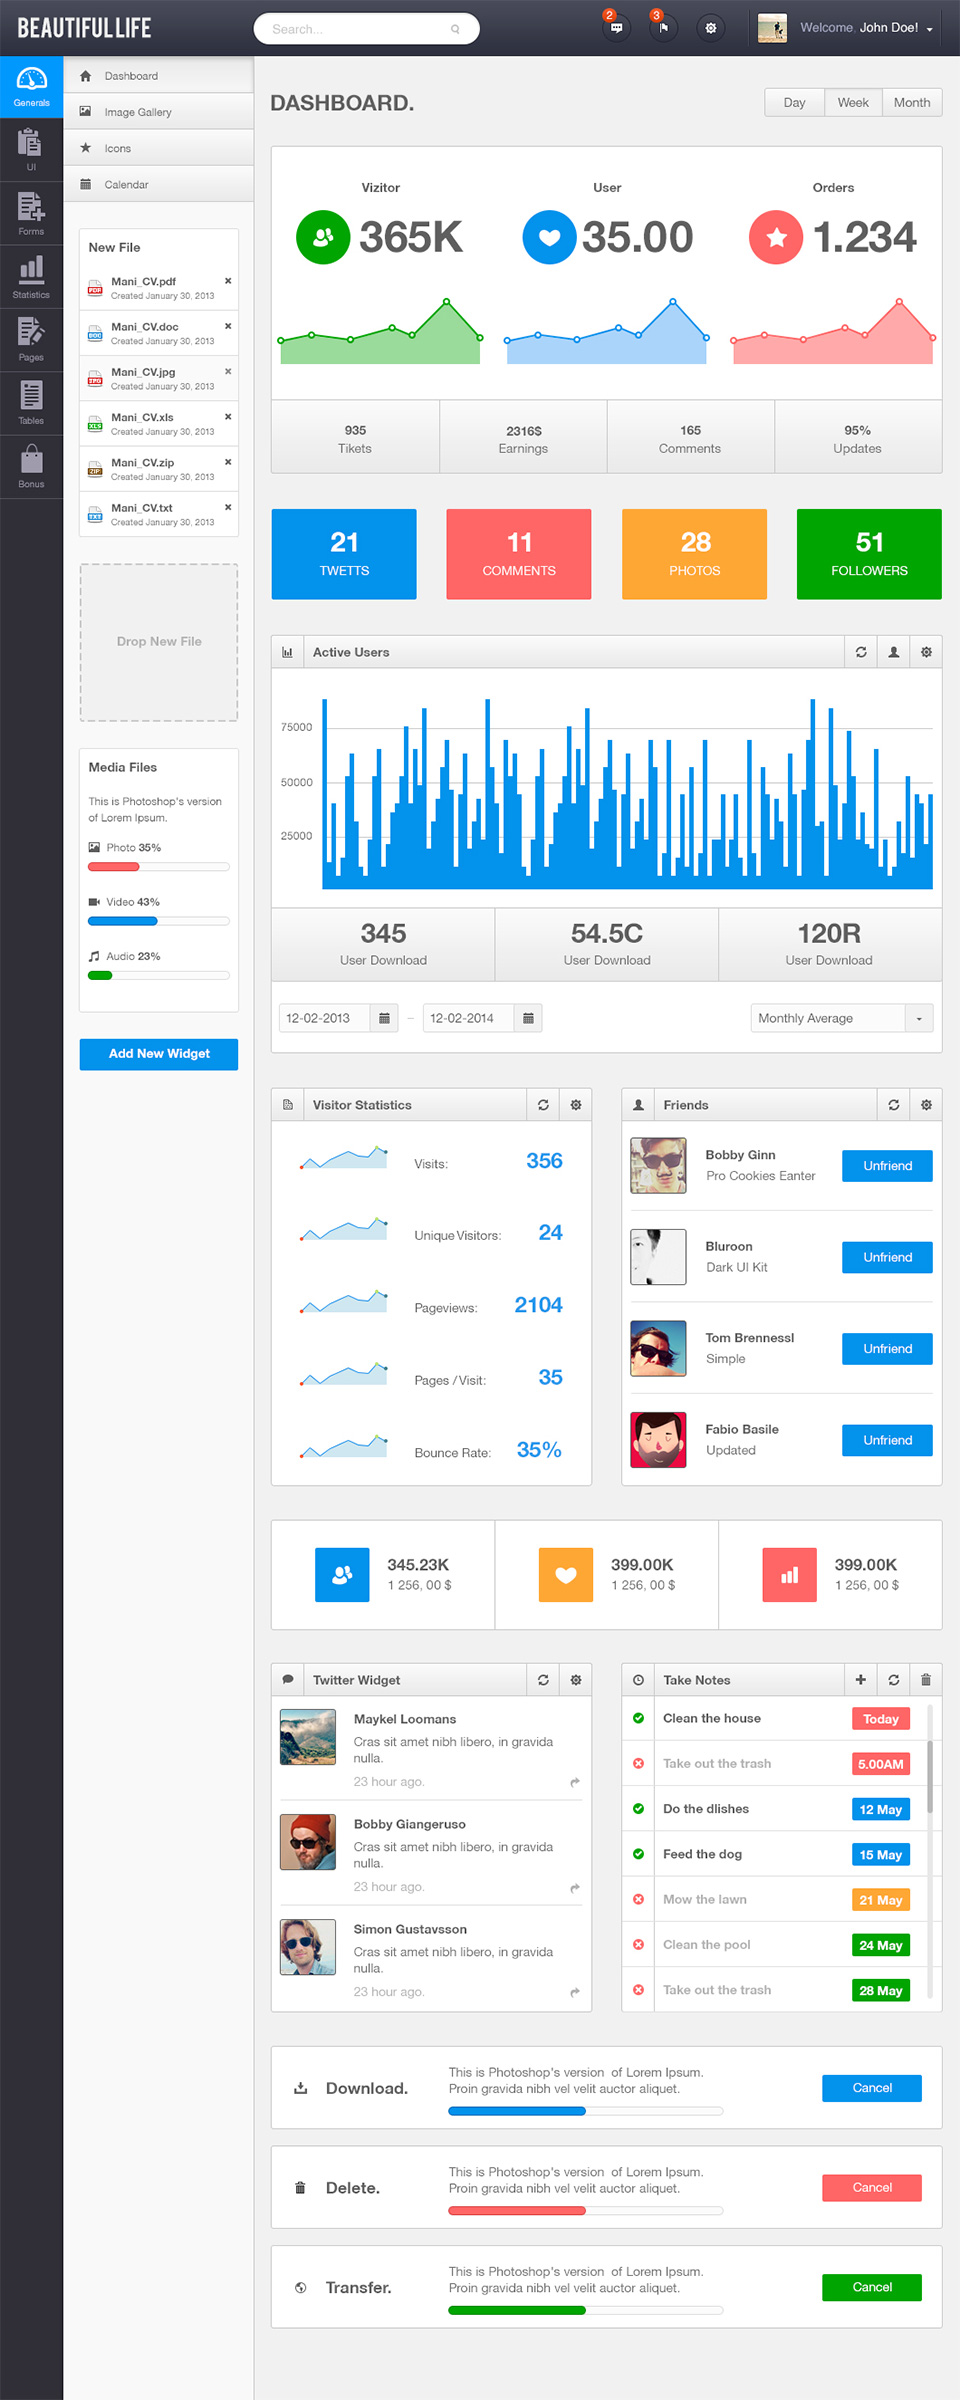 BEAUTIFULLIFE
Search...
2
3
Welcome, John Doe!
Generals
UI
Forms
Statistics
Pages
Tables
Bonus
Dashboard
Image Gallery
Icons
Calendar
New File
PDF
Mani_CV.pdf
Created January 30, 2013
DOC
Mani_CV.doc
Created January 30, 2013
JPG
Mani_CV.jpg
Created January 30, 2013
XLS
Mani_CV.xls
Created January 30, 2013
ZIP
Mani_CV.zip
Created January 30, 2013
TXT
Mani_CV.txt
Created January 30, 2013
Drop New File
Media Files
This is Photoshop's version
of Lorem Ipsum.
Photo 35%
Video 43%
Audio 23%
Add New Widget
DASHBOARD.
Day Week Month
Vizitor
365K
User
35.00
Orders
1.234
935
Tikets
2316$
Earnings
165
Comments
95%
Updates
21
TWETTS
11
COMMENTS
28
PHOTOS
51
FOLLOWERS
Active Users
75000
50000
25000
345
User Download
54.5C
User Download
120R
User Download
12-02-2013 – 12-02-2014
Monthly Average
Visitor Statistics
Visits: 356
Unique Visitors: 24
Pageviews: 2104
Pages / Visit: 35
Bounce Rate: 35%
Friends
Bobby Ginn
Pro Cookies Eanter
Unfriend
Bluroon
Dark UI Kit
Unfriend
Tom Brennessl
Simple
Unfriend
Fabio Basile
Updated
Unfriend
345.23K
1 256, 00 $
399.00K
1 256, 00 $
399.00K
1 256, 00 $
Twitter Widget
Maykel Loomans
Cras sit amet nibh libero, in gravida
nulla.
23 hour ago.
Bobby Giangeruso
Cras sit amet nibh libero, in gravida
nulla.
23 hour ago.
Simon Gustavsson
Cras sit amet nibh libero, in gravida
nulla.
23 hour ago.
Take Notes
Clean the house Today
Take out the trash 5.00AM
Do the dlishes 12 May
Feed the dog 15 May
Mow the lawn 21 May
Clean the pool 24 May
Take out the trash 28 May
Download.
This is Photoshop's version of Lorem Ipsum.
Proin gravida nibh vel velit auctor aliquet.
Cancel
Delete.
This is Photoshop's version of Lorem Ipsum.
Proin gravida nibh vel velit auctor aliquet.
Cancel
Transfer.
This is Photoshop's version of Lorem Ipsum.
Proin gravida nibh vel velit auctor aliquet.
Cancel